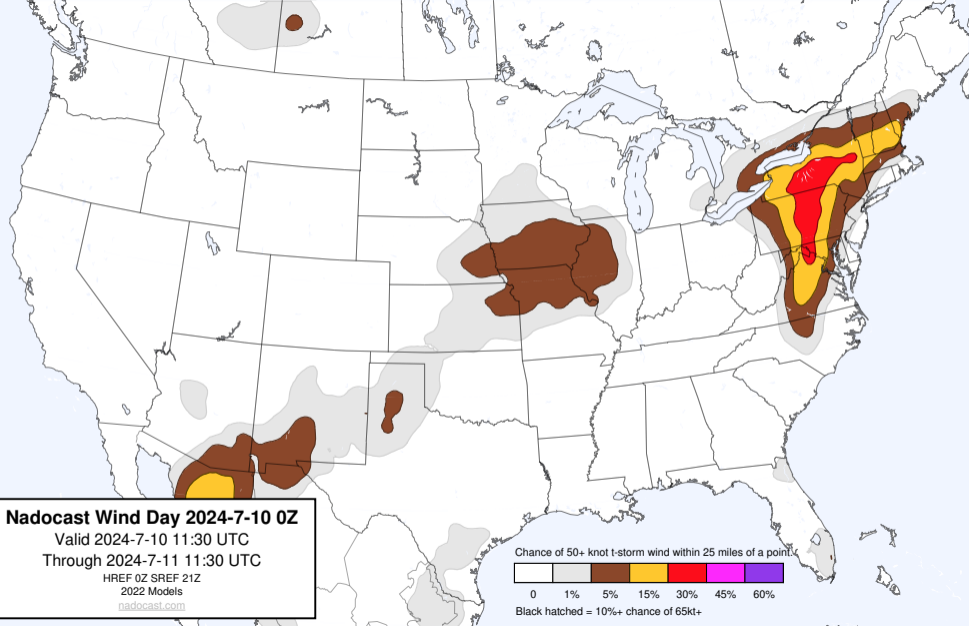 Nadocast Wind Day 2024-7-10 0Z
Valid 2024-7-10 11:30 UTC
Through 2024-7-11 11:30 UTC
HREF 0Z SREF 21Z
2022 Models
nadocast.com
Chance of 50+ knot t-storm wind within 25 miles of a point.
0 1% 5% 15% 30% 45% 60%
Black hatched = 10%+ chance of 65kt+